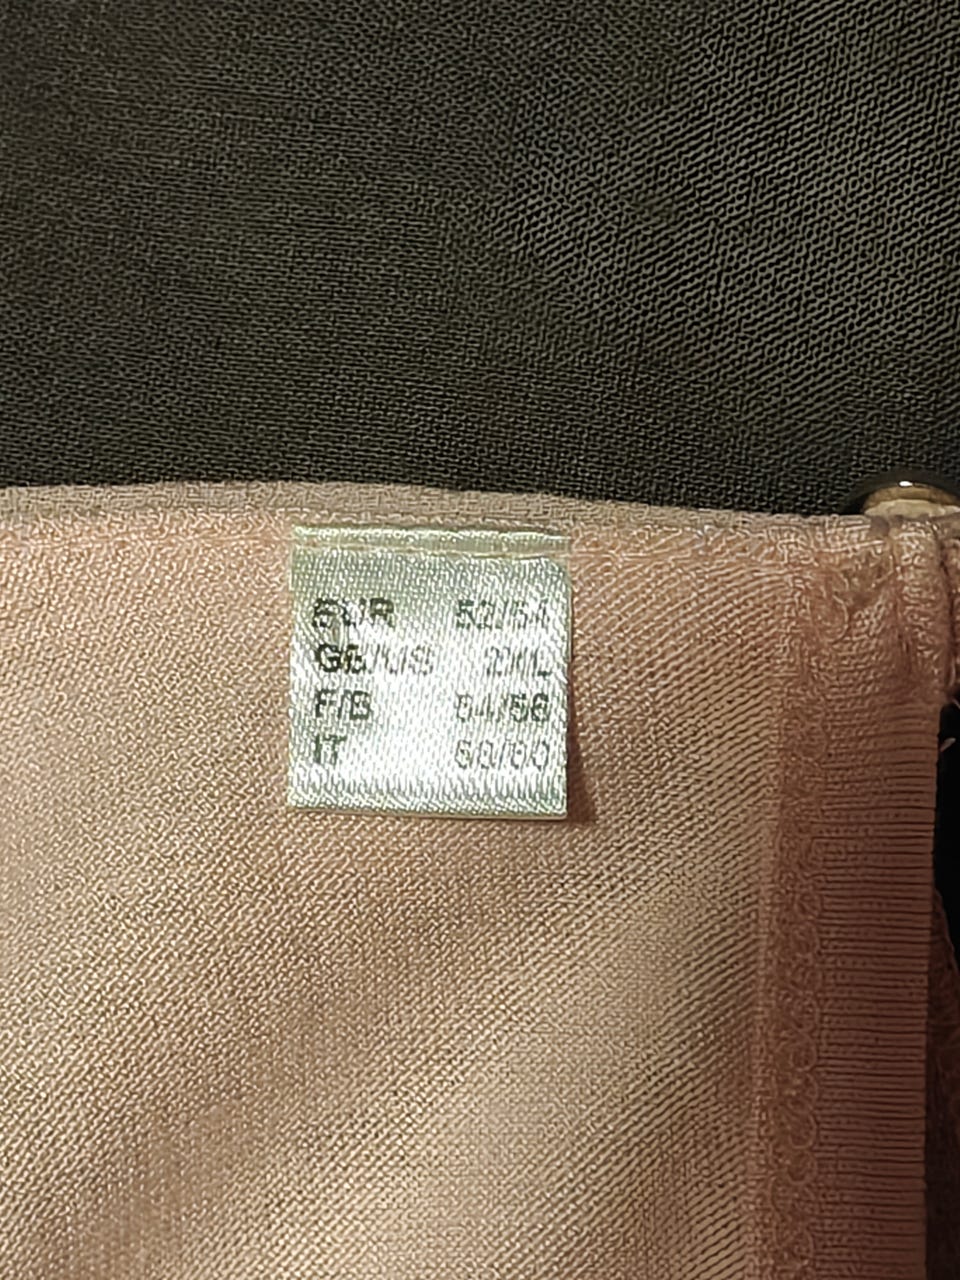 EUR 52/54
GB/US 2XL
F/B 54/56
IT 58/60